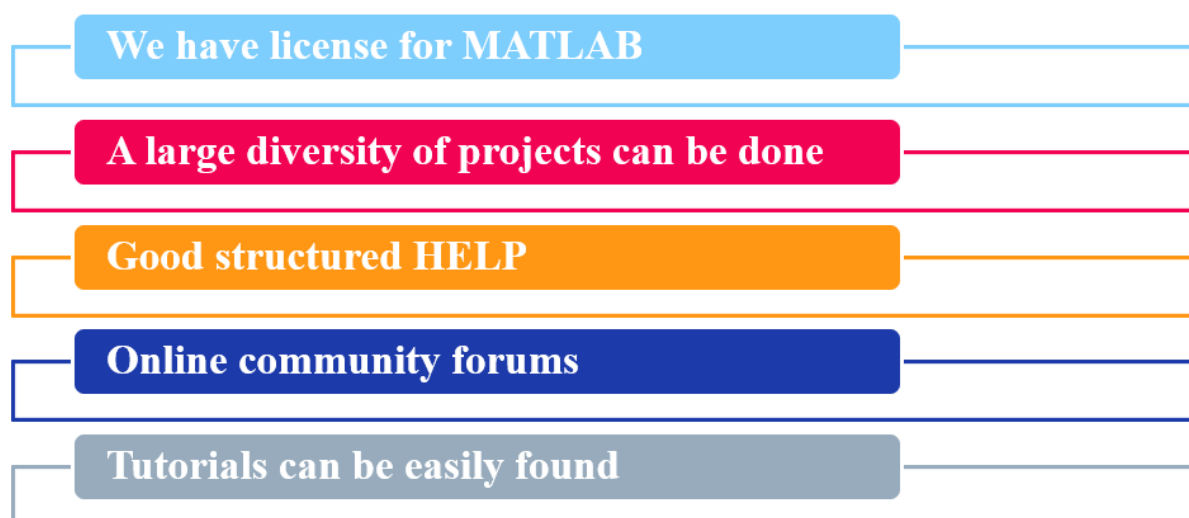 We have license for MATLAB
A large diversity of projects can be done
Good structured HELP
Online community forums
Tutorials can be easily found